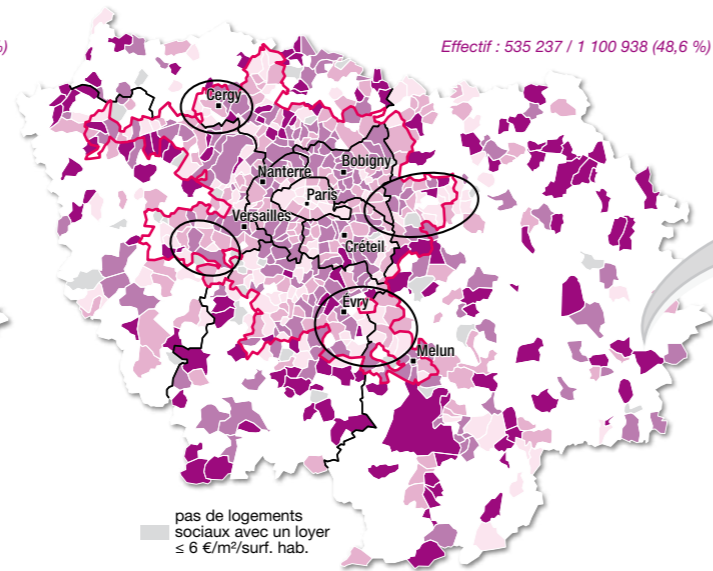 %)
Effectif : 535 237 / 1 100 938 (48,6 %)
Cergy
Bobigny
Nanterre
Paris
Versailles
Créteil
Évry
Melun
pas de logements
sociaux avec un loyer
≤ 6 €/m²/surf. hab.